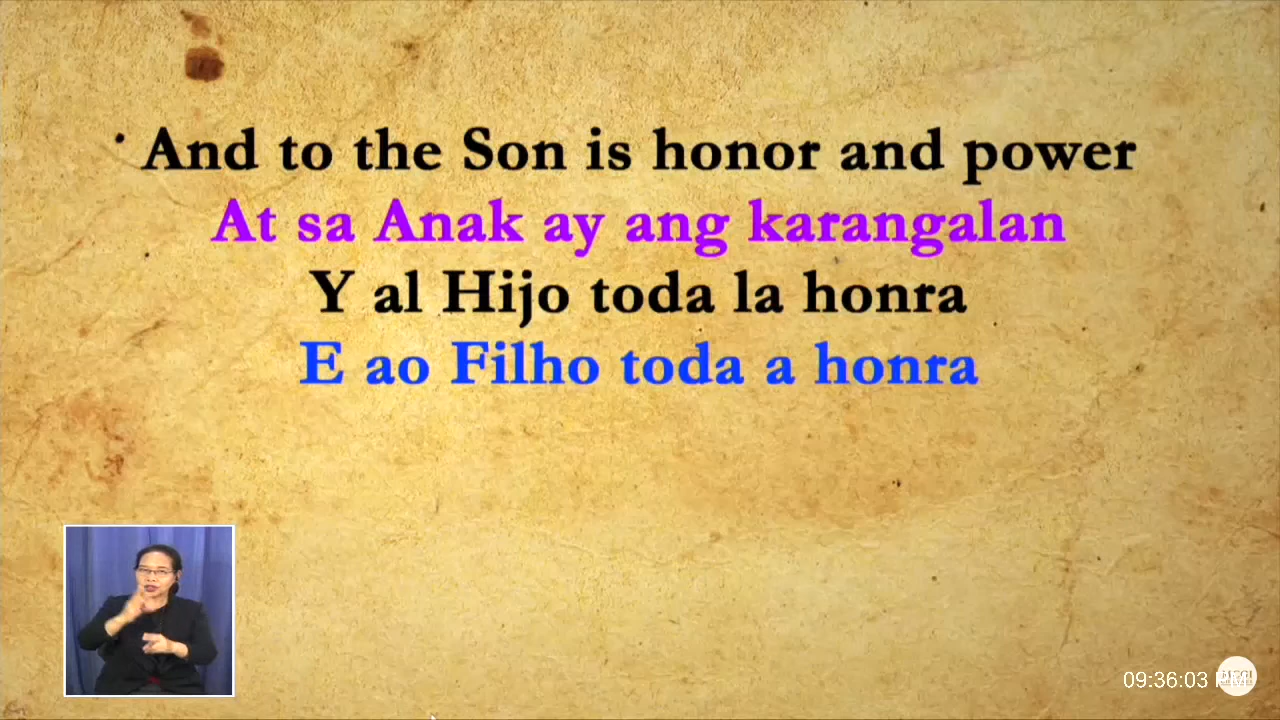 And to the Son is honor and power
At sa Anak ay ang karangalan
Y al Hijo toda la honra
E ao Filho toda a honra
09:36:03
MCGI